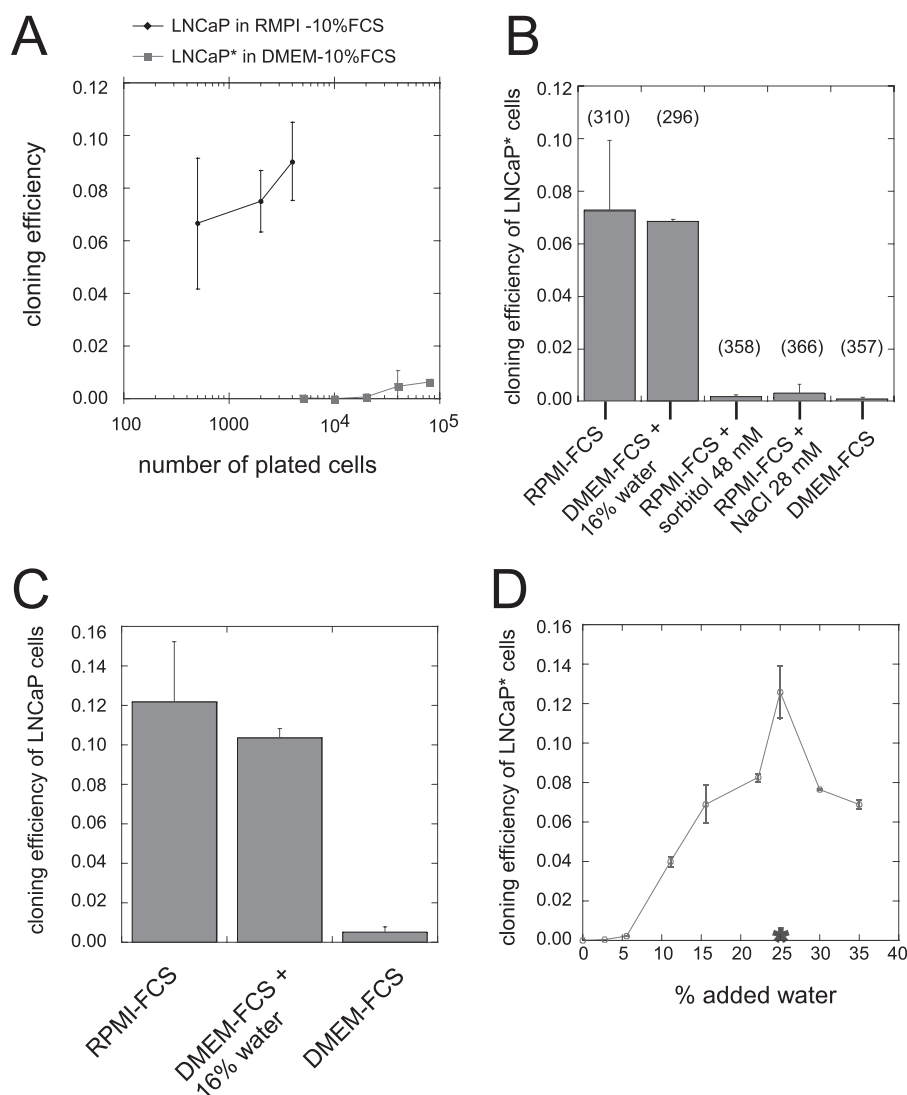 A
LNCaP in RMPI -10%FCS
LNCaP* in DMEM-10%FCS
cloning efficiency
0.12
0.10
0.08
0.06
0.04
0.02
0.00
100
1000
10^4
10^5
number of plated cells
B
cloning efficiency of LNCaP* cells
0.12
0.10
0.08
0.06
0.04
0.02
0.00
(310)
(296)
(358)
(366)
(357)
RPMI-FCS
DMEM-FCS +
16% water
RPMI-FCS +
sorbitol 48 mM
RPMI-FCS +
NaCl 28 mM
DMEM-FCS
C
cloning efficiency of LNCaP cells
0.16
0.14
0.12
0.10
0.08
0.06
0.04
0.02
0.00
RPMI-FCS
DMEM-FCS +
16% water
DMEM-FCS
D
cloning efficiency of LNCaP* cells
0.16
0.14
0.12
0.10
0.08
0.06
0.04
0.02
0.00
0
5
10
15
20
25
30
35
40
*
% added water